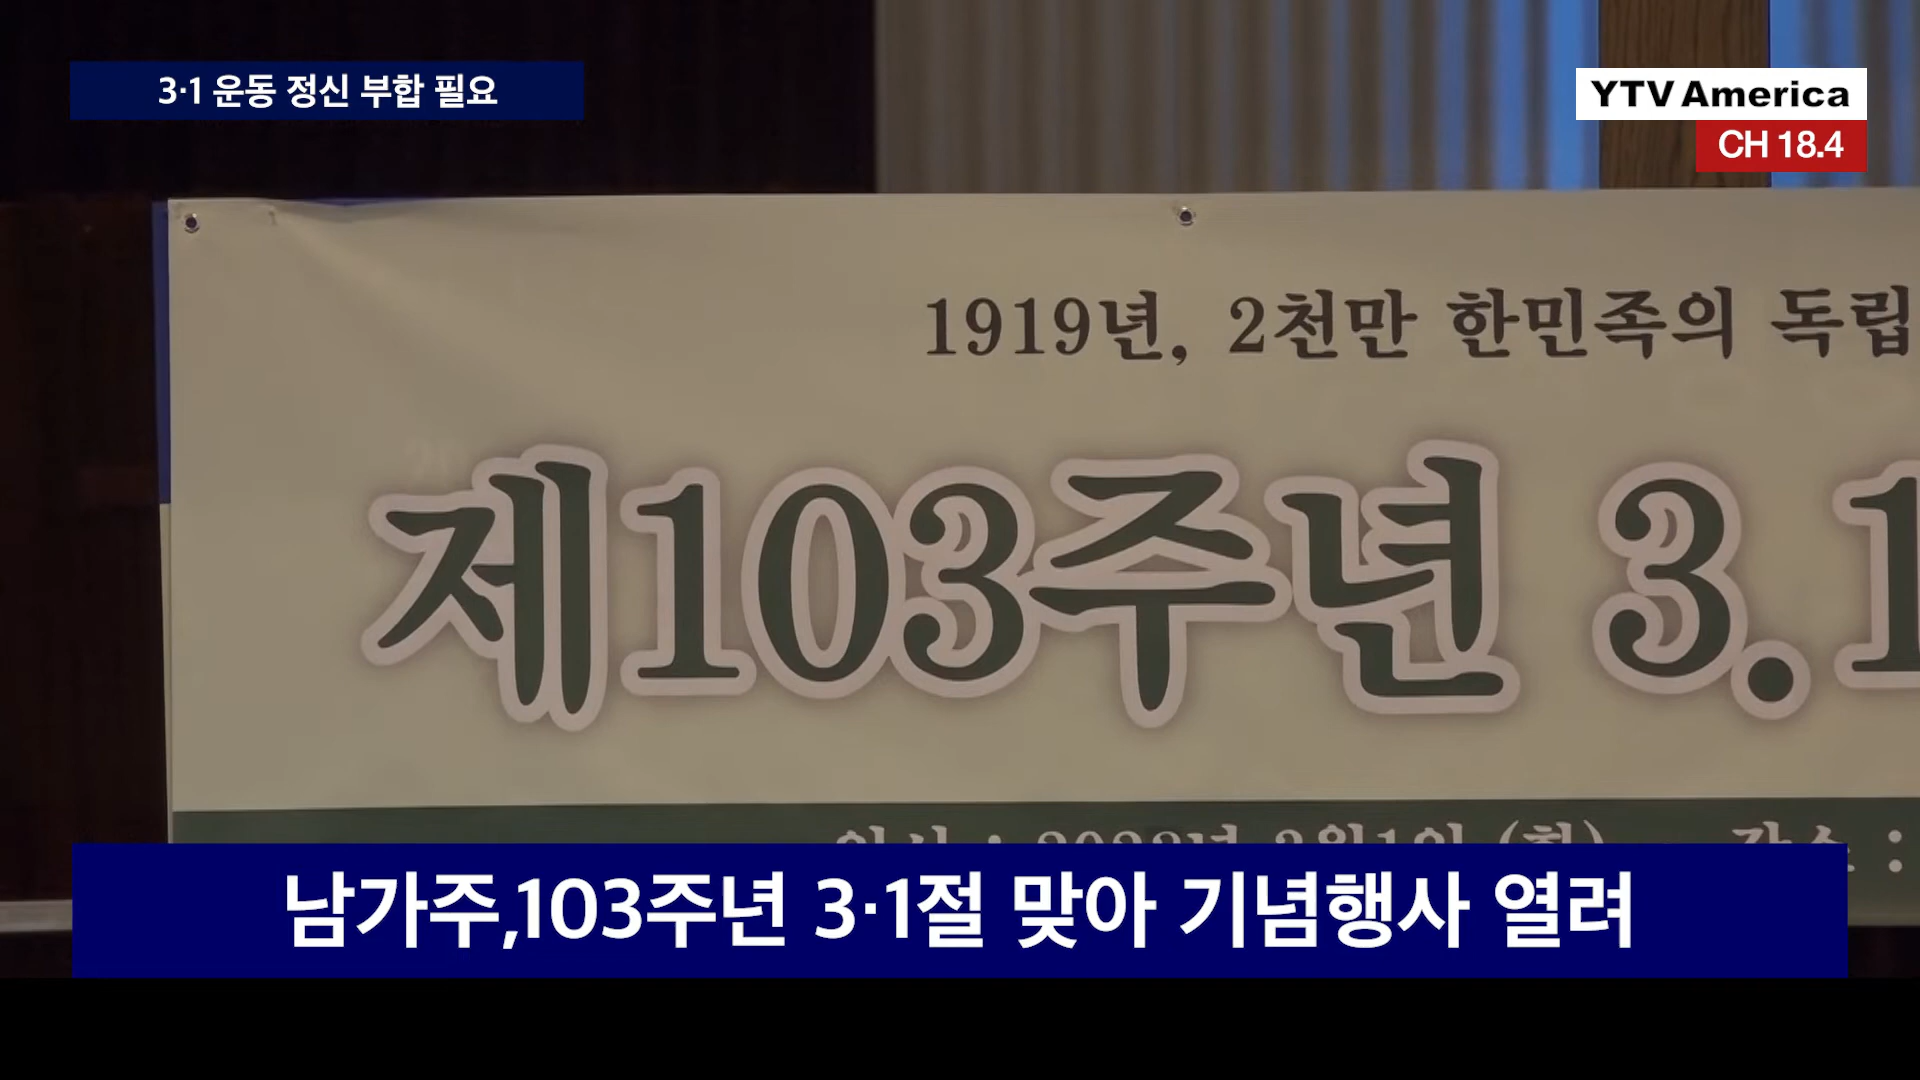 3·1 운동 정신 부합 필요
YTV America
CH 18.4
1919년, 2천만 한민족의 독립
제103주년 3.1
남가주,103주년 3·1절 맞아 기념행사 열려